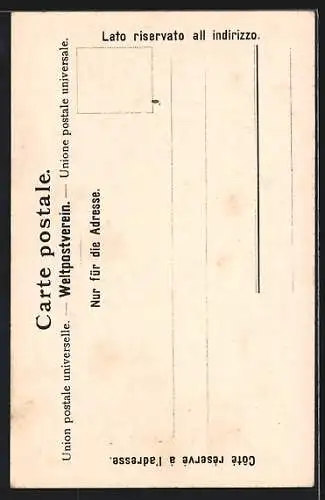 Carte postale.
Union postale universelle. — Weltpostverein. — Unione postale universale.
Nur für die Adresse.
Lato riservato all indirizzo.
Côté réservé à l'adresse.